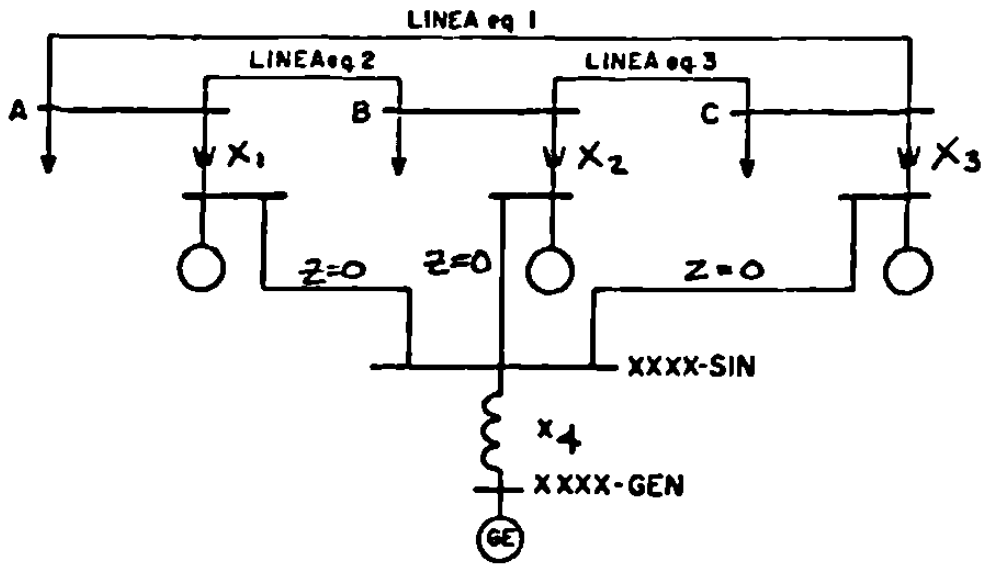 LINEA eq 1
LINEA eq 2
LINEA eq 3
A
B
C
X1
X2
X3
Z=0
Z=0
Z=0
XXXX-SIN
X4
XXXX-GEN
GE